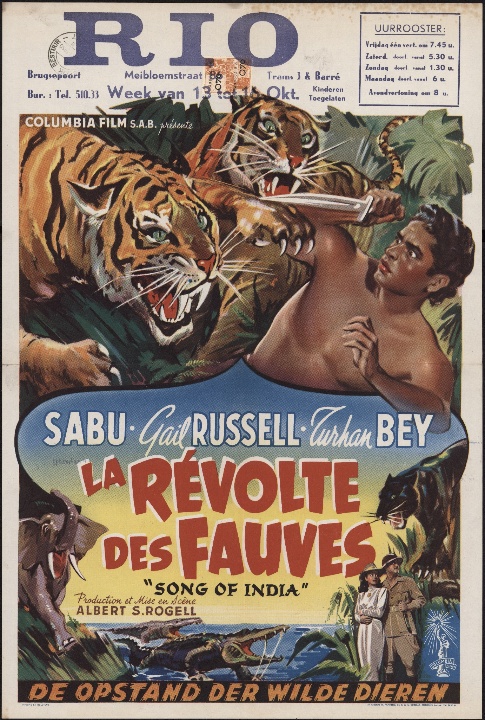 RIO
UURROOSTER:
Vrijdag één vert. om 7.45 u.
Zaterd. doorl. vanaf 5.30 u.
Zondag doorl. vanaf 1.30 u.
Maandag doorl. vanaf 6 u.
Avondvertoning om 8 u.
Brugsepoort Meibloemstraat 86 Trams 3 & Barré
Bur. : Tel. 510.33 Week van 13 tot Okt.
Kinderen
Toegelaten
COLUMBIA FILM S.A.B. présente
SABU · Gail RUSSELL · Turhan BEY
LA RÉVOLTE
DES FAUVES
"SONG OF INDIA"
Production et Mise en Scène
ALBERT S. ROGELL
DE OPSTAND DER WILDE DIEREN